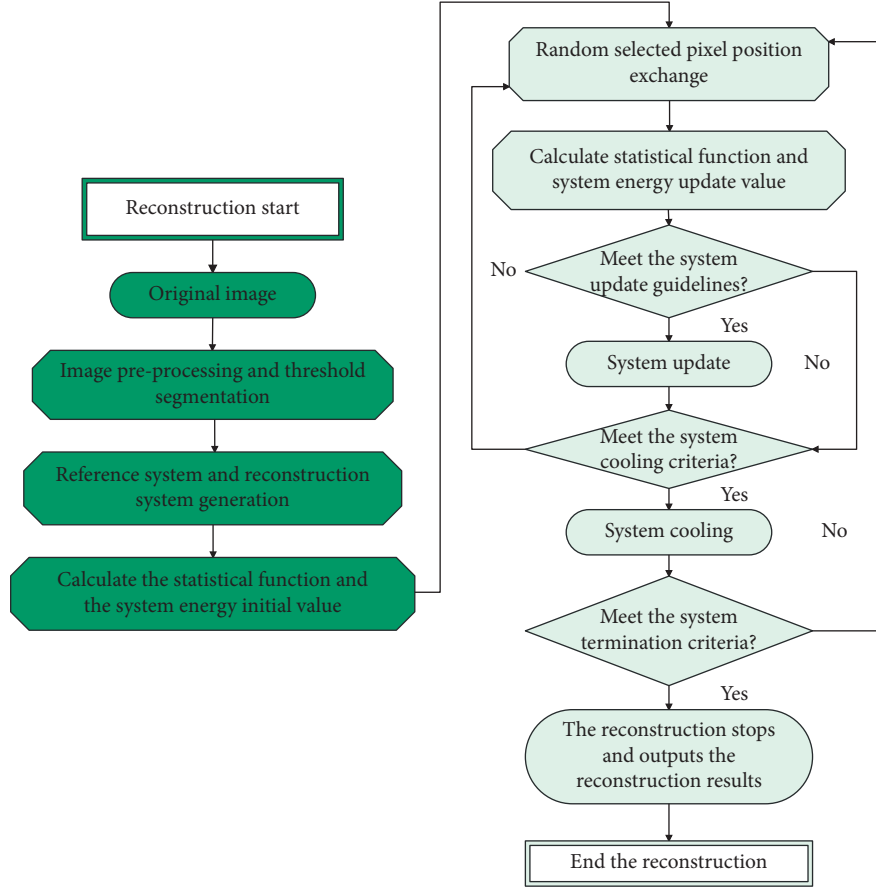 Reconstruction start
Original image
Image pre-processing and threshold
segmentation
Reference system and reconstruction
system generation
Calculate the statistical function and
the system energy initial value
Random selected pixel position
exchange
Calculate statistical function and
system energy update value
Meet the system
update guidelines?
No
Yes
System update
No
Meet the system
cooling criteria?
Yes
System cooling
No
Meet the system
termination criteria?
Yes
The reconstruction stops
and outputs the
reconstruction results
End the reconstruction